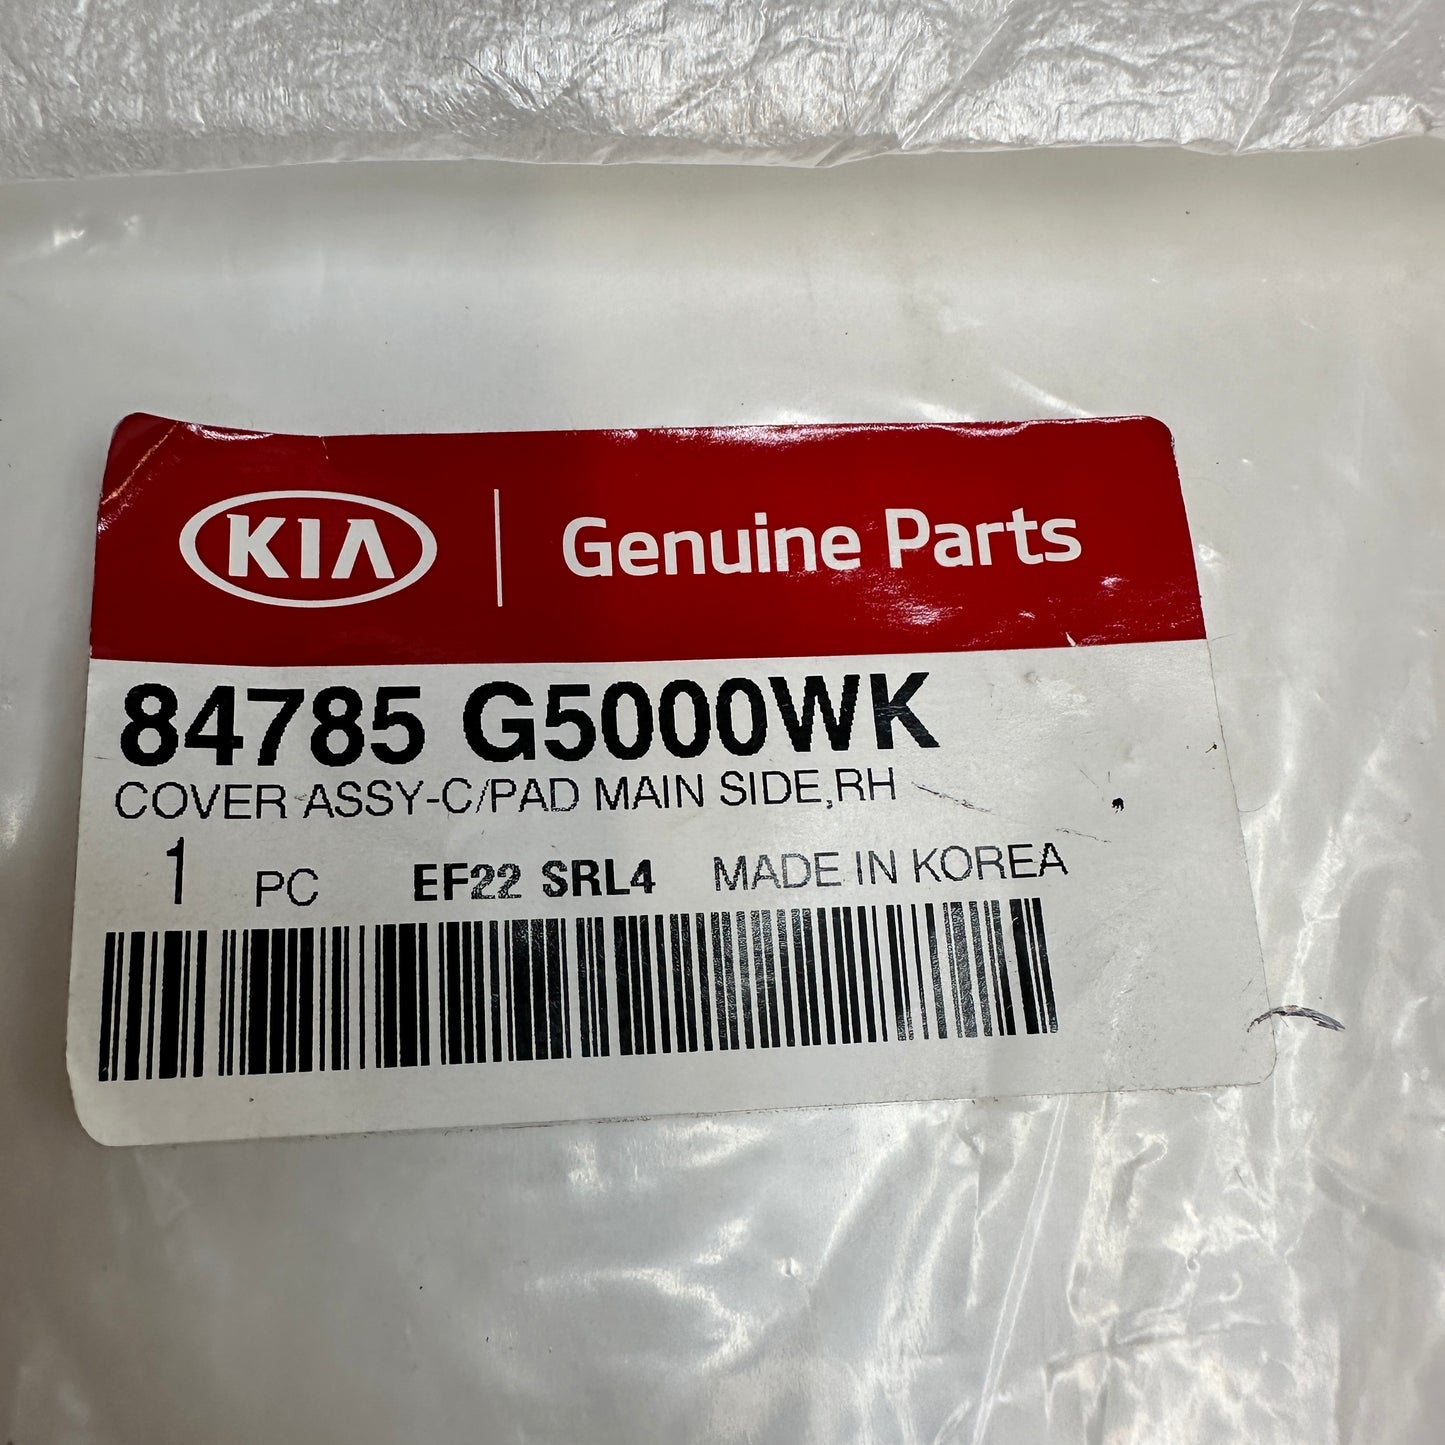 KIA Genuine Parts
84785 G5000WK
COVER ASSY-C/PAD MAIN SIDE,RH
1 PC EF22 SRL4 MADE IN KOREA